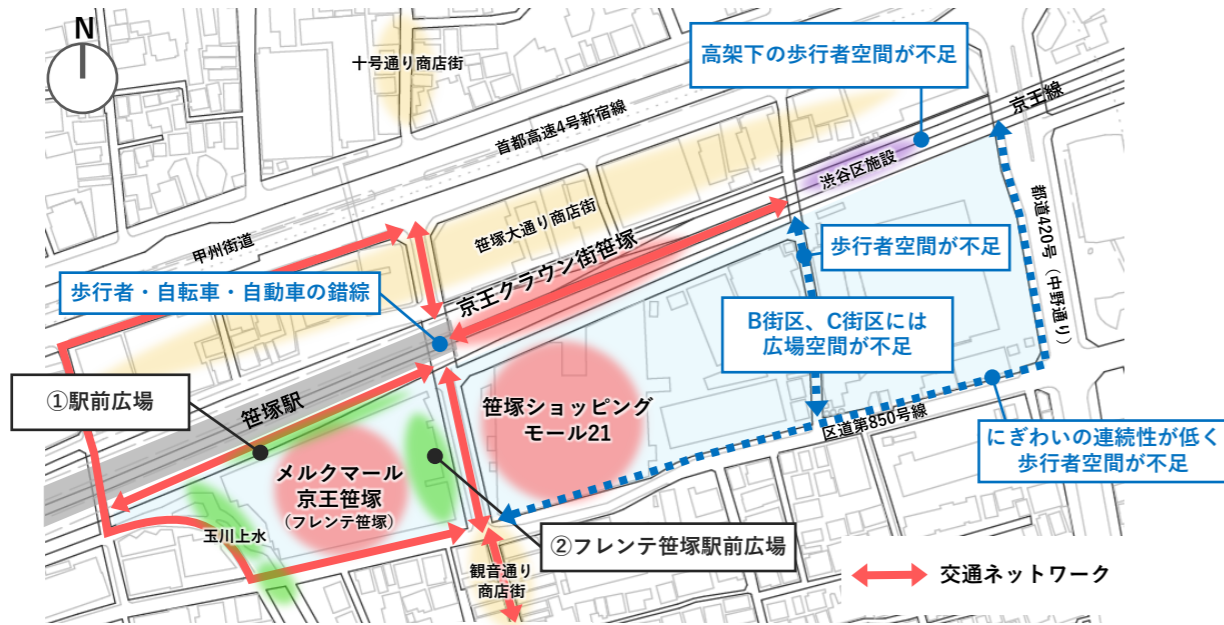 N
十号通り商店街
高架下の歩行者空間が不足
首都高速4号新宿線
京王線
甲州街道
笹塚大通り商店街
渋谷区施設
都道420号（中野通り）
歩行者・自転車・自動車の錯綜
京王クラウン街笹塚
歩行者空間が不足
B街区、C街区には
広場空間が不足
①駅前広場
笹塚駅
笹塚ショッピング
モール21
区道第850号線
にぎわいの連続性が低く
歩行者空間が不足
メルクマール
京王笹塚
（フレンテ笹塚）
玉川上水
②フレンテ笹塚駅前広場
観音通り
商店街
交通ネットワーク